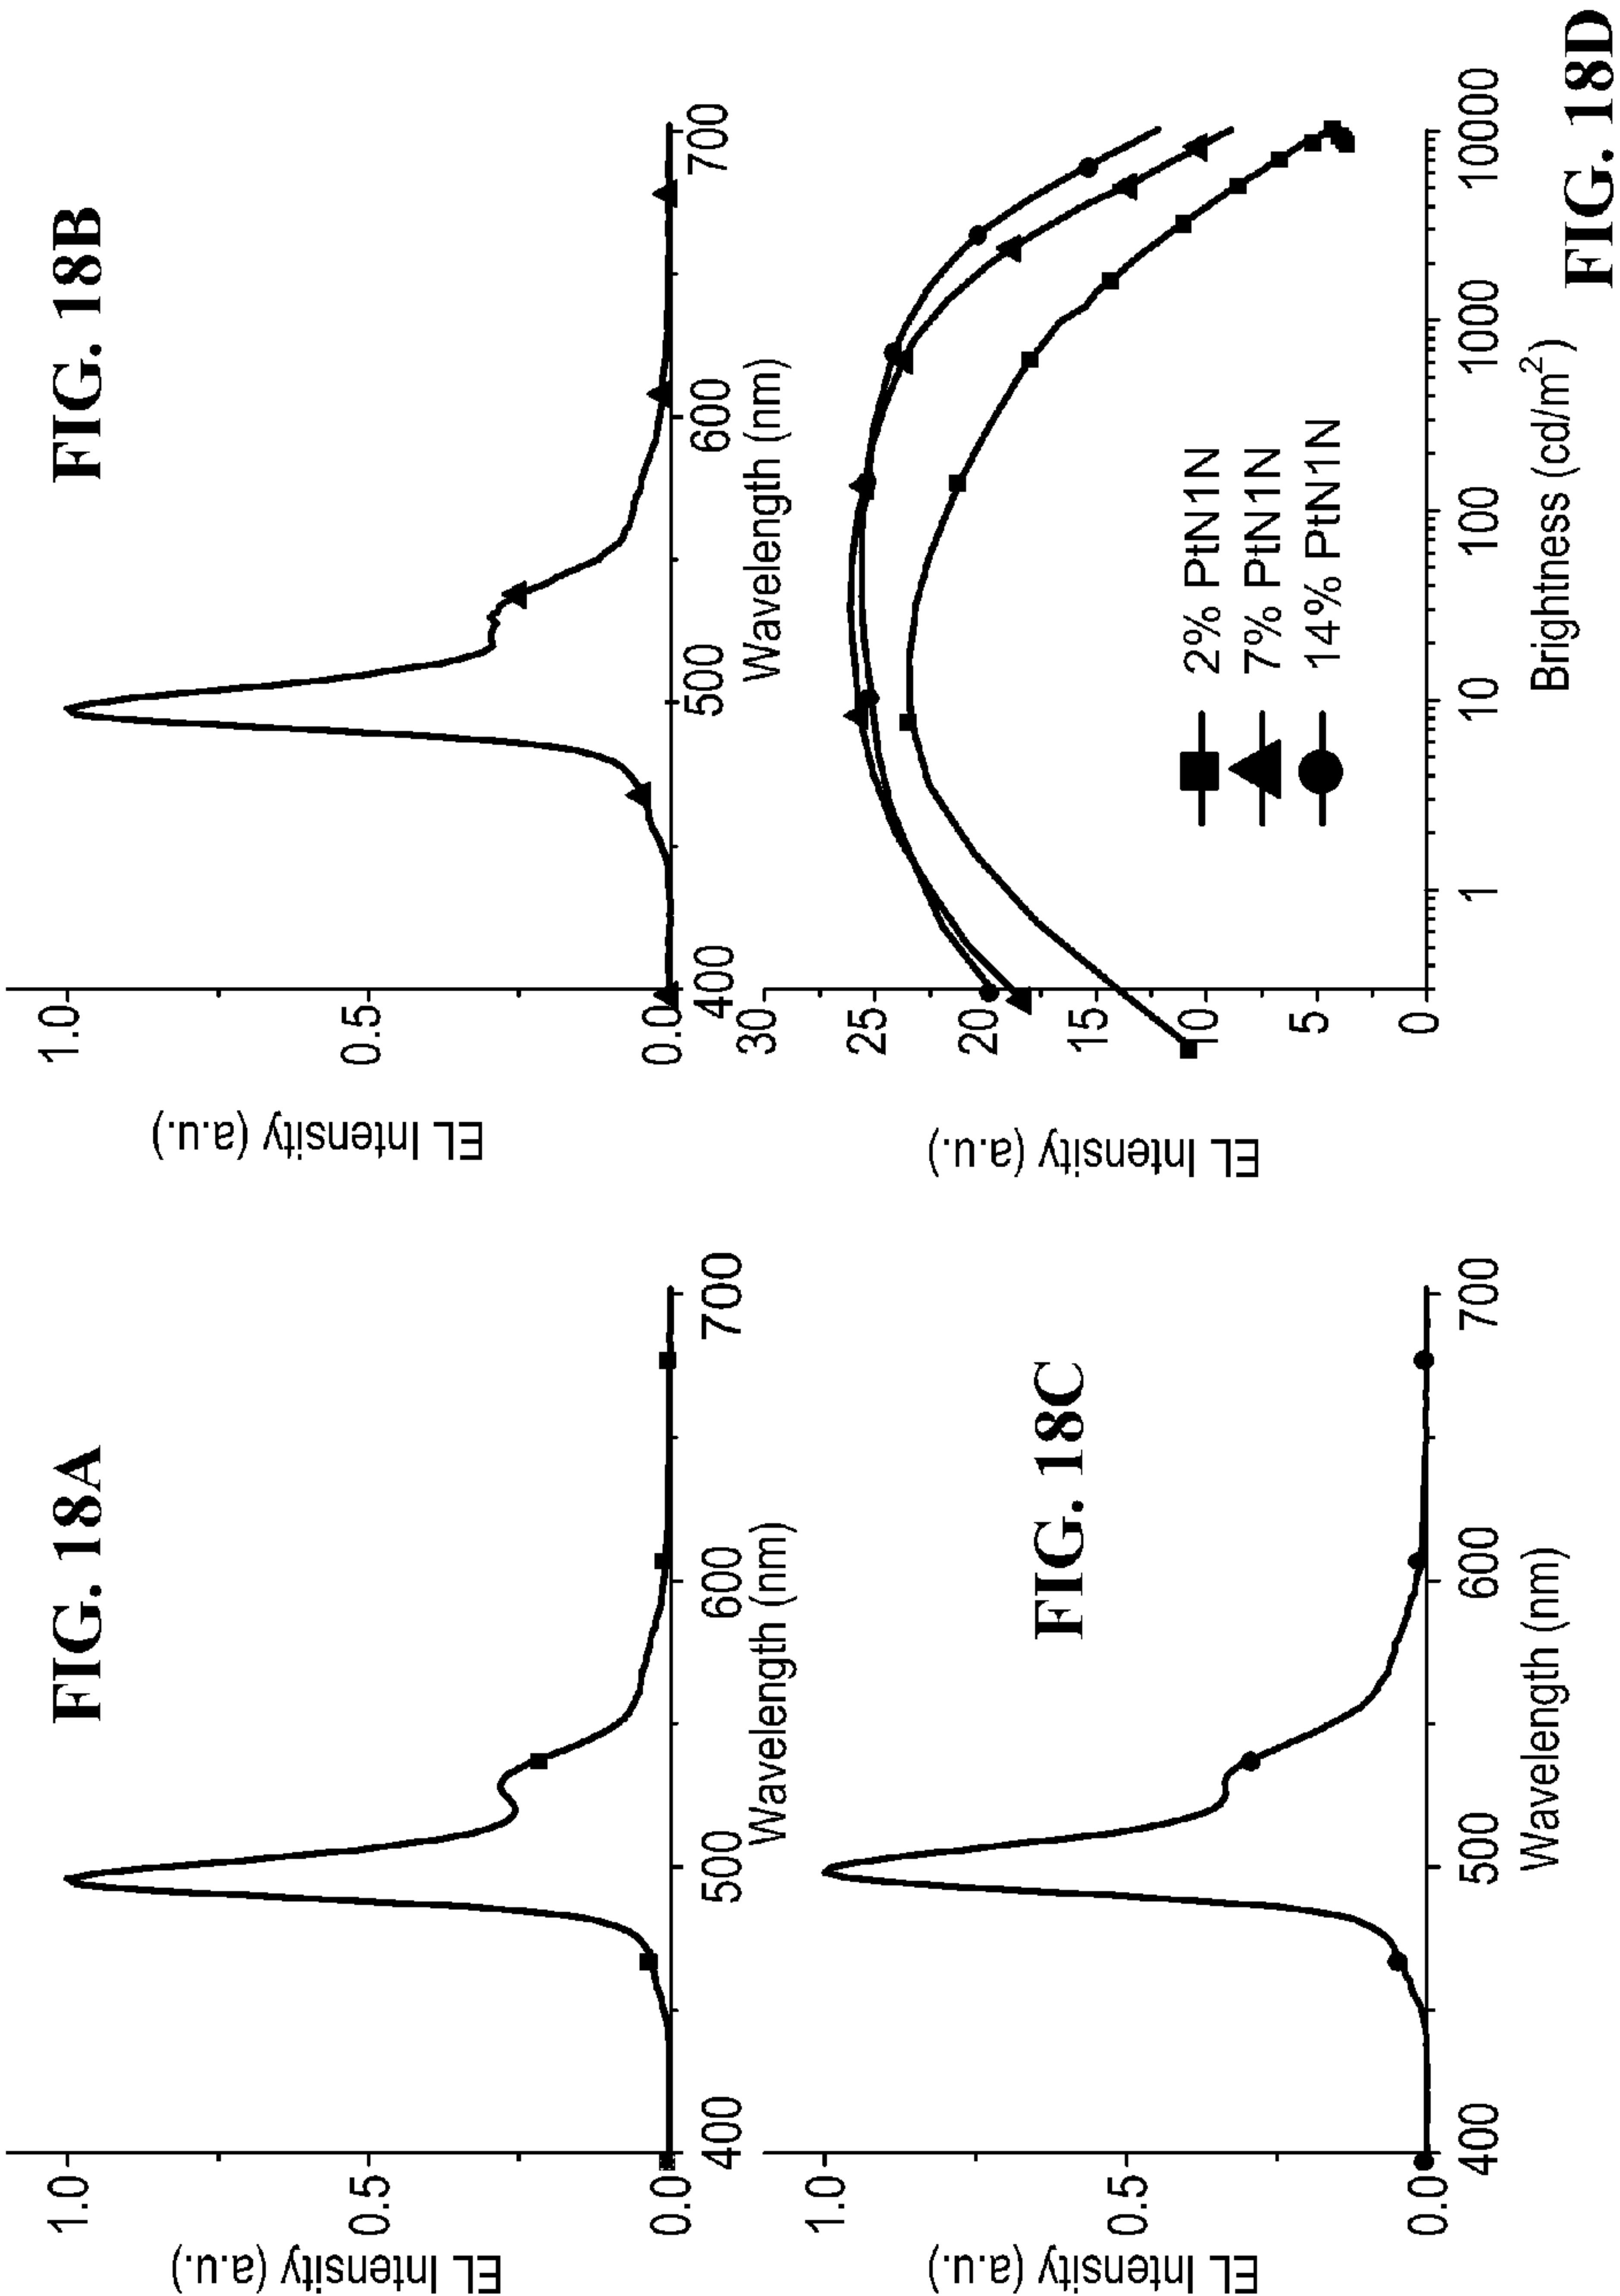 FIG. 18A
EL Intensity (a.u.)
1.0
0.5
0.0
400
500
600
700
Wavelength (nm)
FIG. 18B
EL Intensity (a.u.)
1.0
0.5
0.0
400
500
600
700
Wavelength (nm)
FIG. 18C
EL Intensity (a.u.)
1.0
0.5
0.0
400
500
600
700
Wavelength (nm)
EL Intensity (a.u.)
30
25
20
15
10
5
0
2% PtN1N
7% PtN1N
14% PtN1N
1
10
100
1000
10000
Brightness (cd/m²)
FIG. 18D